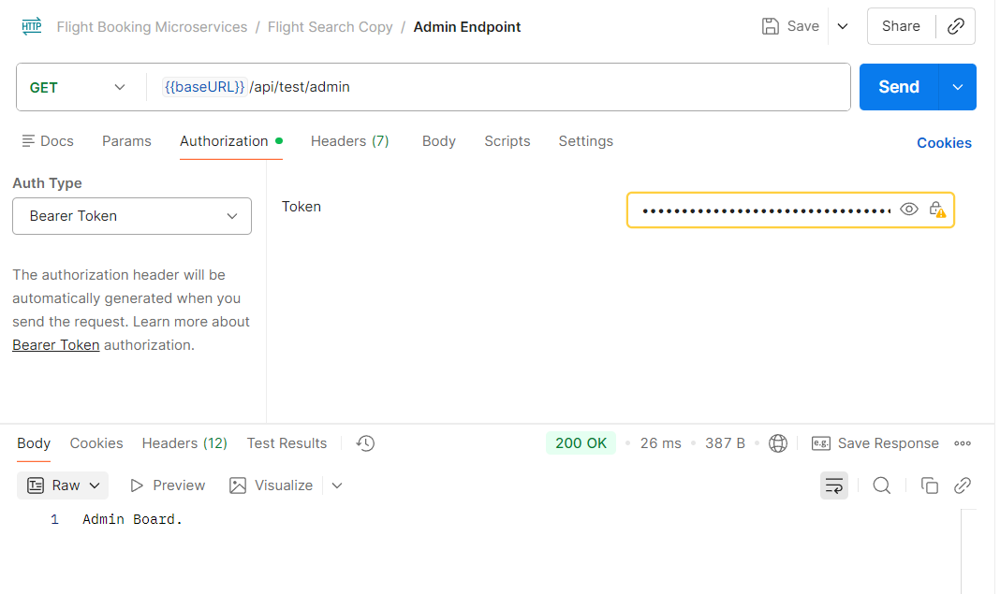 HTTP Flight Booking Microservices / Flight Search Copy / Admin Endpoint Save Share
GET {{baseURL}} /api/test/admin Send
Docs Params Authorization Headers (7) Body Scripts Settings Cookies
Auth Type
Bearer Token
Token
••••••••••••••••••••••••••••••••
The authorization header will be
automatically generated when you
send the request. Learn more about
Bearer Token authorization.
Body Cookies Headers (12) Test Results 200 OK • 26 ms • 387 B • e.g. Save Response
Raw Preview Visualize
1 Admin Board.